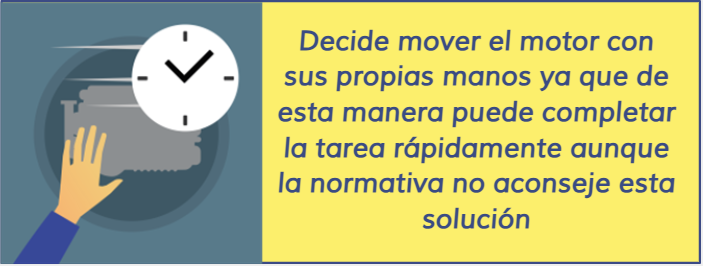 Decide mover el motor con
sus propias manos ya que de
esta manera puede completar
la tarea rápidamente aunque
la normativa no aconseje esta
solución